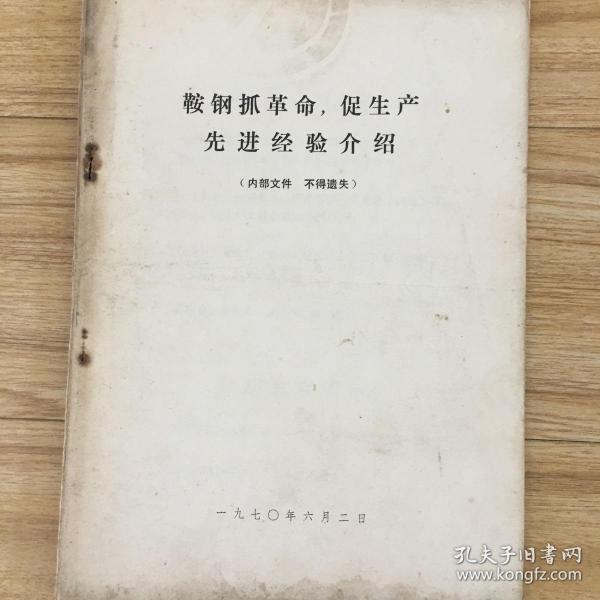 鞍钢抓革命，促生产
先进经验介绍
（内部文件　不得遗失）
一九七〇年六月二日
孔夫子旧书网
www.kongfz.com